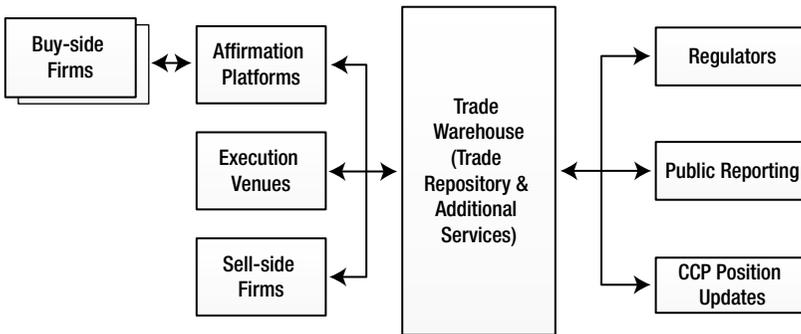 Buy-side
Firms
Affirmation
Platforms
Execution
Venues
Sell-side
Firms
Trade
Warehouse
(Trade
Repository &
Additional
Services)
Regulators
Public Reporting
CCP Position
Updates